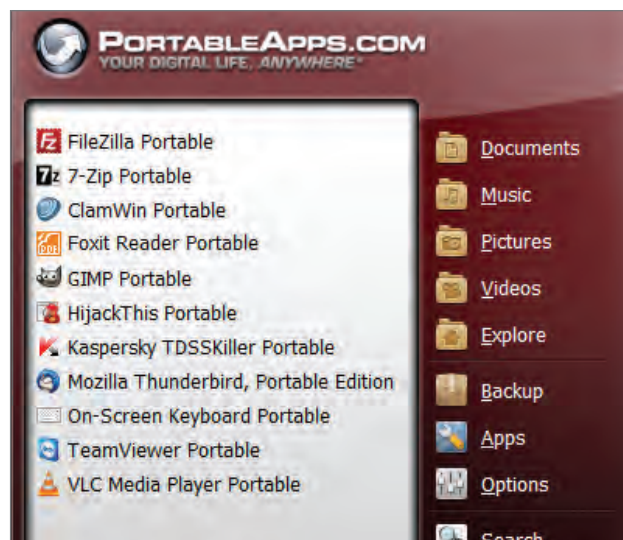 PORTABLEAPPS.COM
YOUR DIGITAL LIFE, ANYWHERE®
FileZilla Portable
7-Zip Portable
ClamWin Portable
Foxit Reader Portable
GIMP Portable
HijackThis Portable
Kaspersky TDSSKiller Portable
Mozilla Thunderbird, Portable Edition
On-Screen Keyboard Portable
TeamViewer Portable
VLC Media Player Portable
Documents
Music
Pictures
Videos
Explore
Backup
Apps
Options
Search